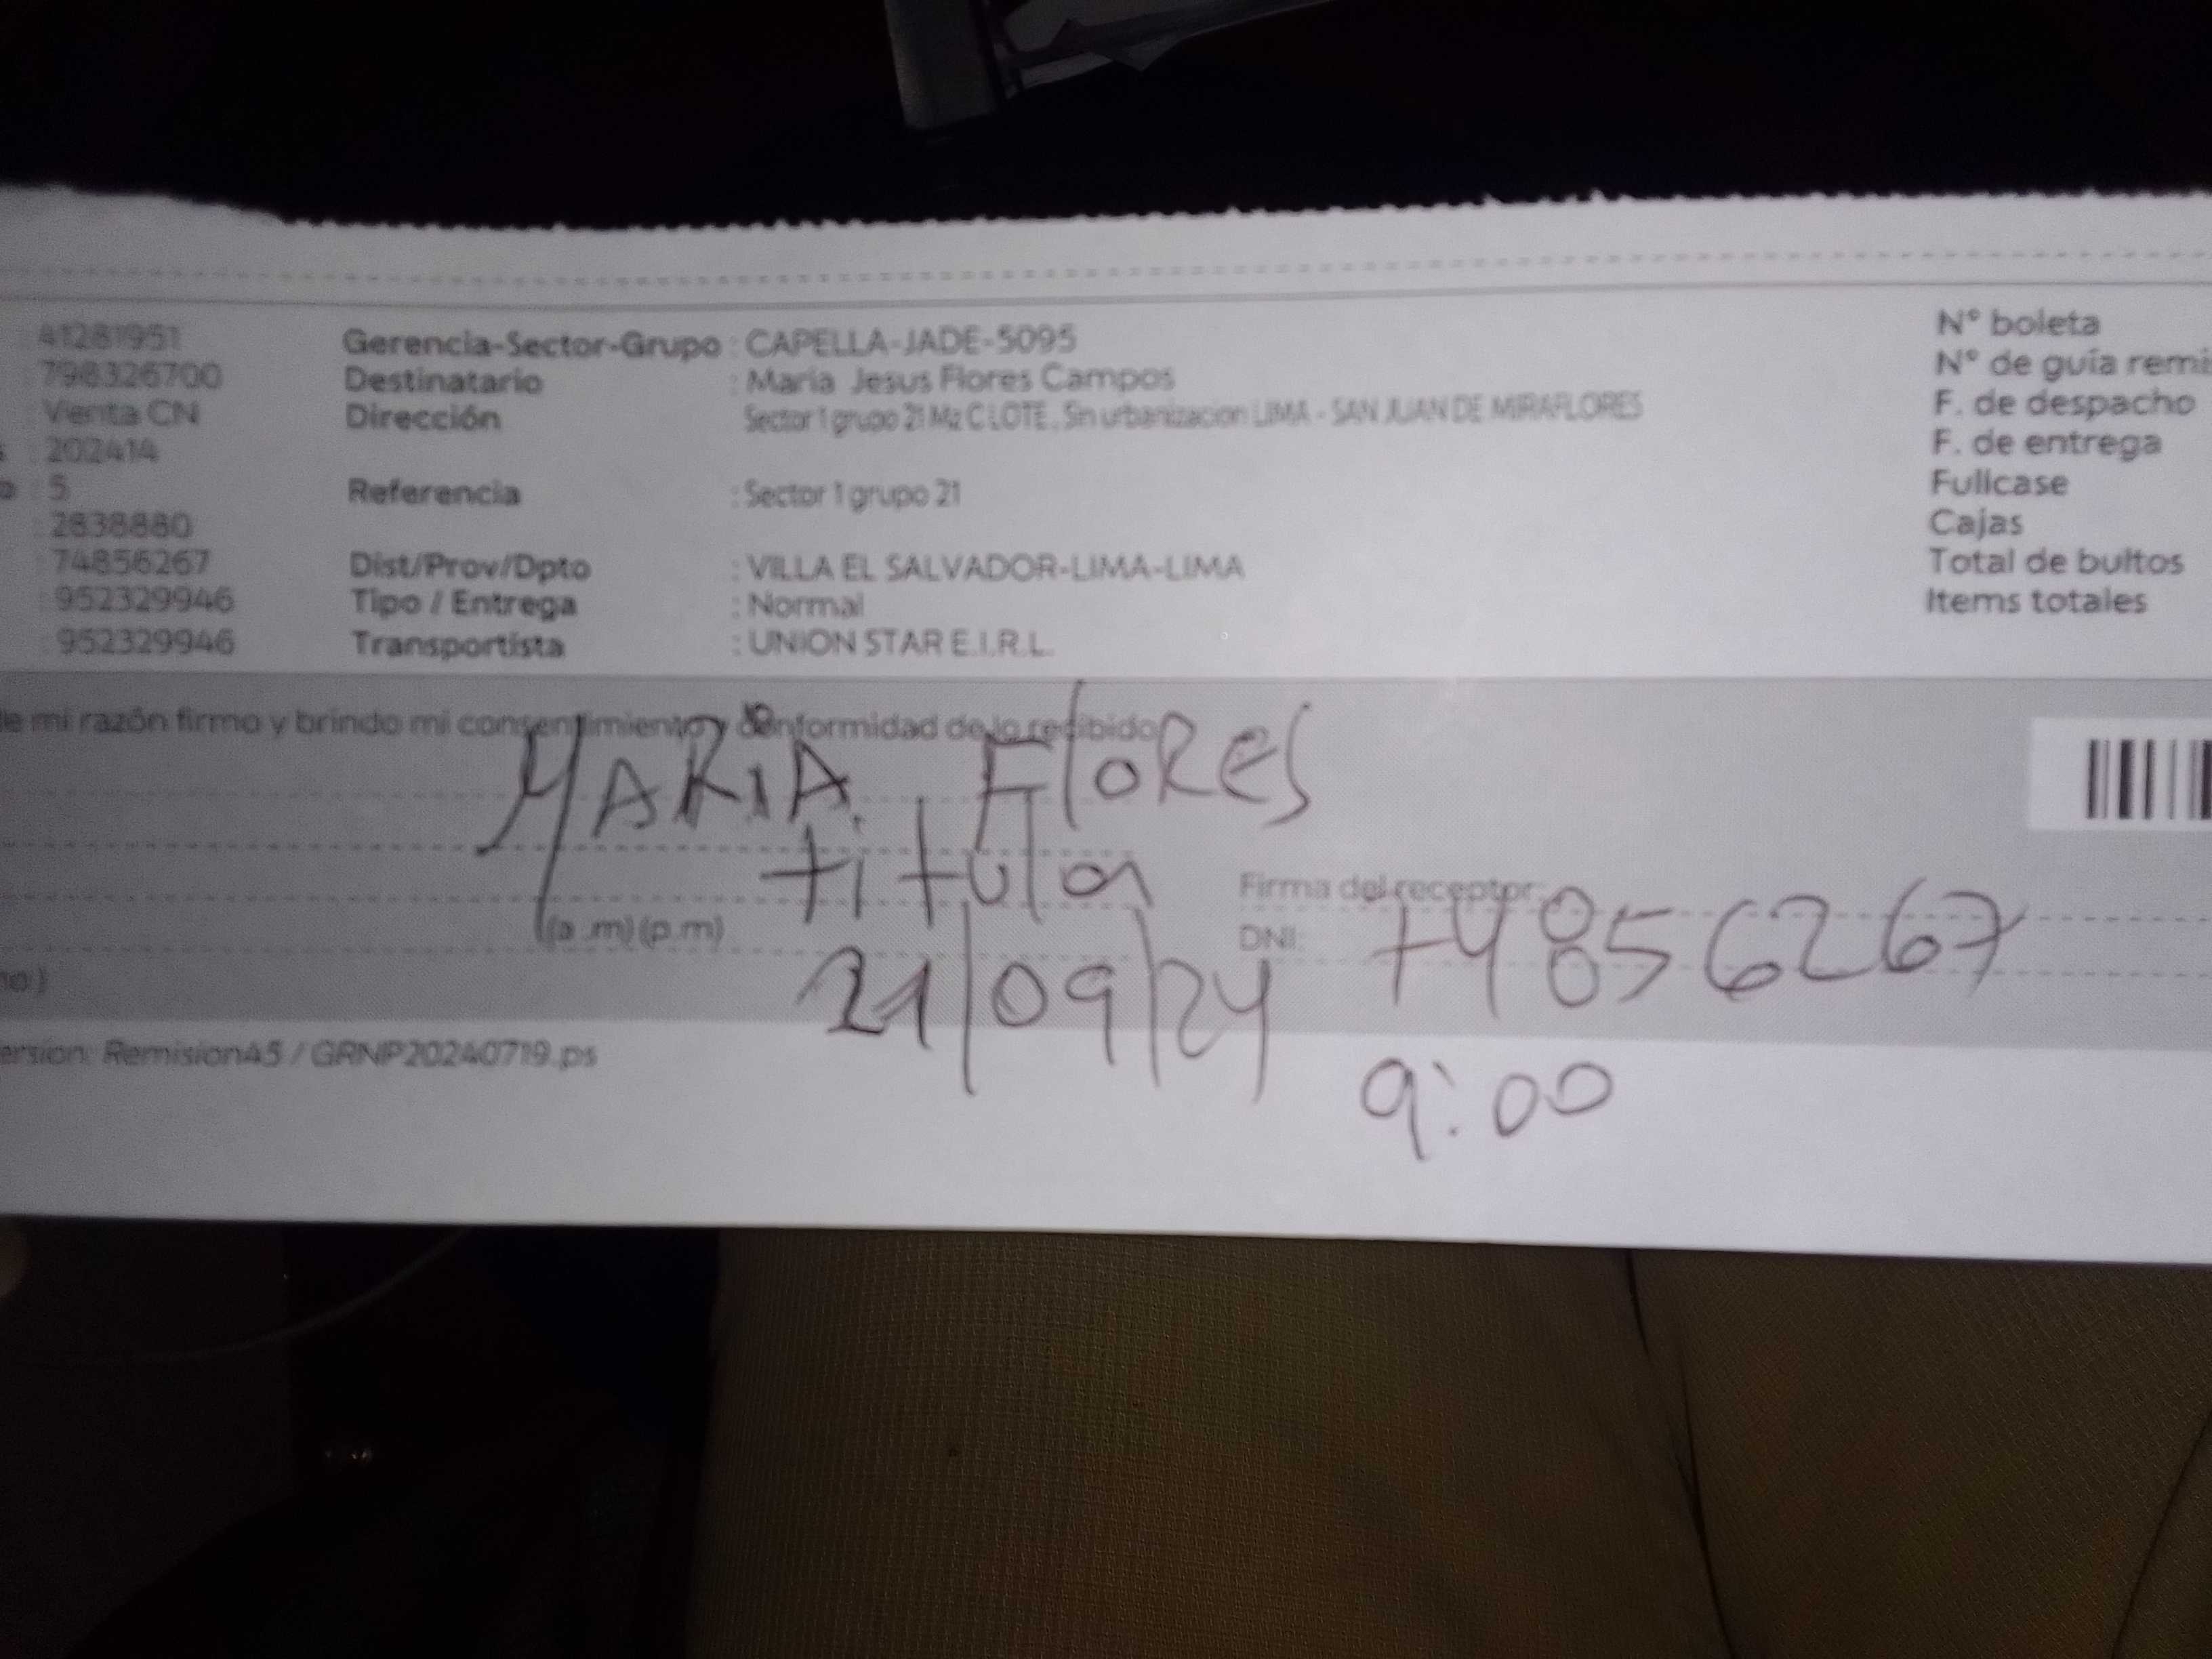 : 41281951 Gerencia-Sector-Grupo : CAPELLA-JADE-5095 N° boleta
: 798326700 Destinatario : Maria Jesus Flores Campos N° de guía remi
: Venta CN Dirección Sector 1 grupo 21 Mz C LOTE , Sin urbanizacion LIMA - SAN JUAN DE MIRAFLORES F. de despacho
: 202414 F. de entrega
: 5 Referencia : Sector 1 grupo 21 Fullcase
: 2838880 Cajas
: 74856267 Dist/Prov/Dpto : VILLA EL SALVADOR-LIMA-LIMA Total de bultos
: 952329946 Tipo / Entrega : Normal Items totales
: 952329946 Transportista : UNION STAR E.I.R.L.
de mi razón firmo y brindo mi consentimiento y conformidad de lo recibido
MARIA FloRes
titular
Firma del receptor:
(a .m) (p.m)
DNI: 74856267
21/09/24
no:)
ersion: Remision45 / GRNP20240719.ps
9:00